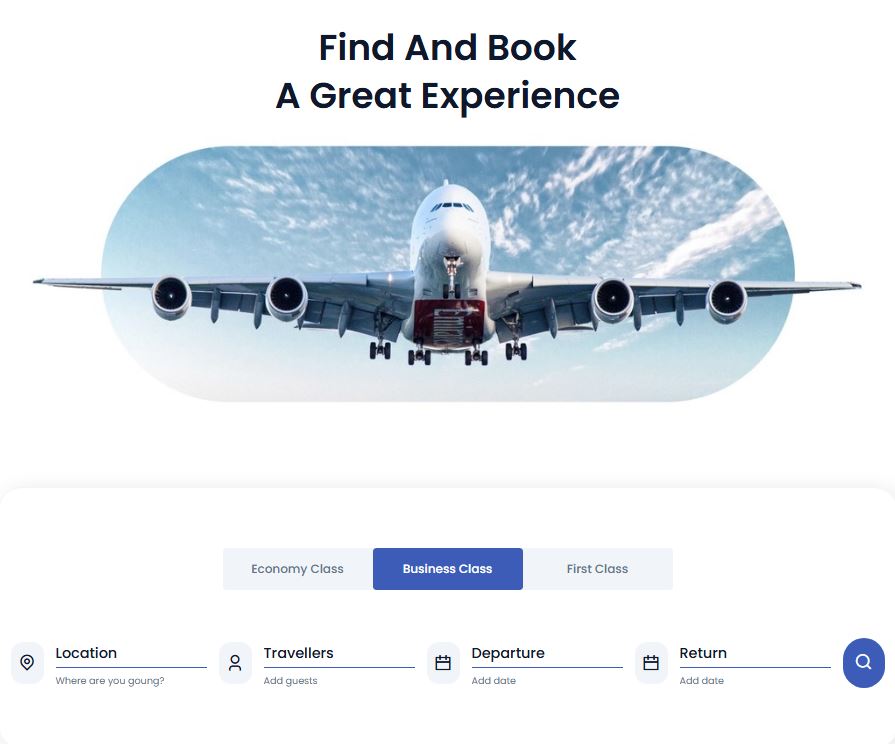 Find And Book
A Great Experience
Economy Class
Business Class
First Class
Location
Travellers
Departure
Return
Where are you goung?
Add guests
Add date
Add date